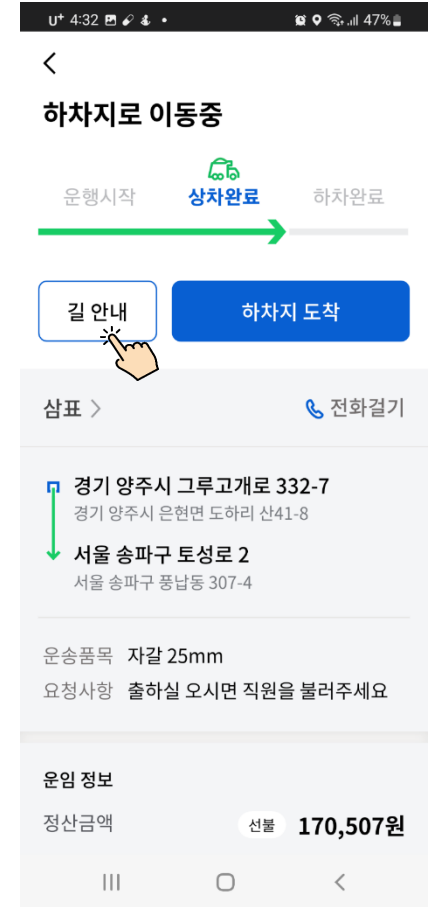 U+ 4:32
47%
하차지로 이동중
운행시작 상차완료 하차완료
길 안내 하차지 도착
삼표 전화걸기
경기 양주시 그루고개로 332-7
경기 양주시 은현면 도하리 산41-8
서울 송파구 토성로 2
서울 송파구 풍납동 307-4
운송품목 자갈 25mm
요청사항 출하실 오시면 직원을 불러주세요
운임 정보
정산금액 선불 170,507원